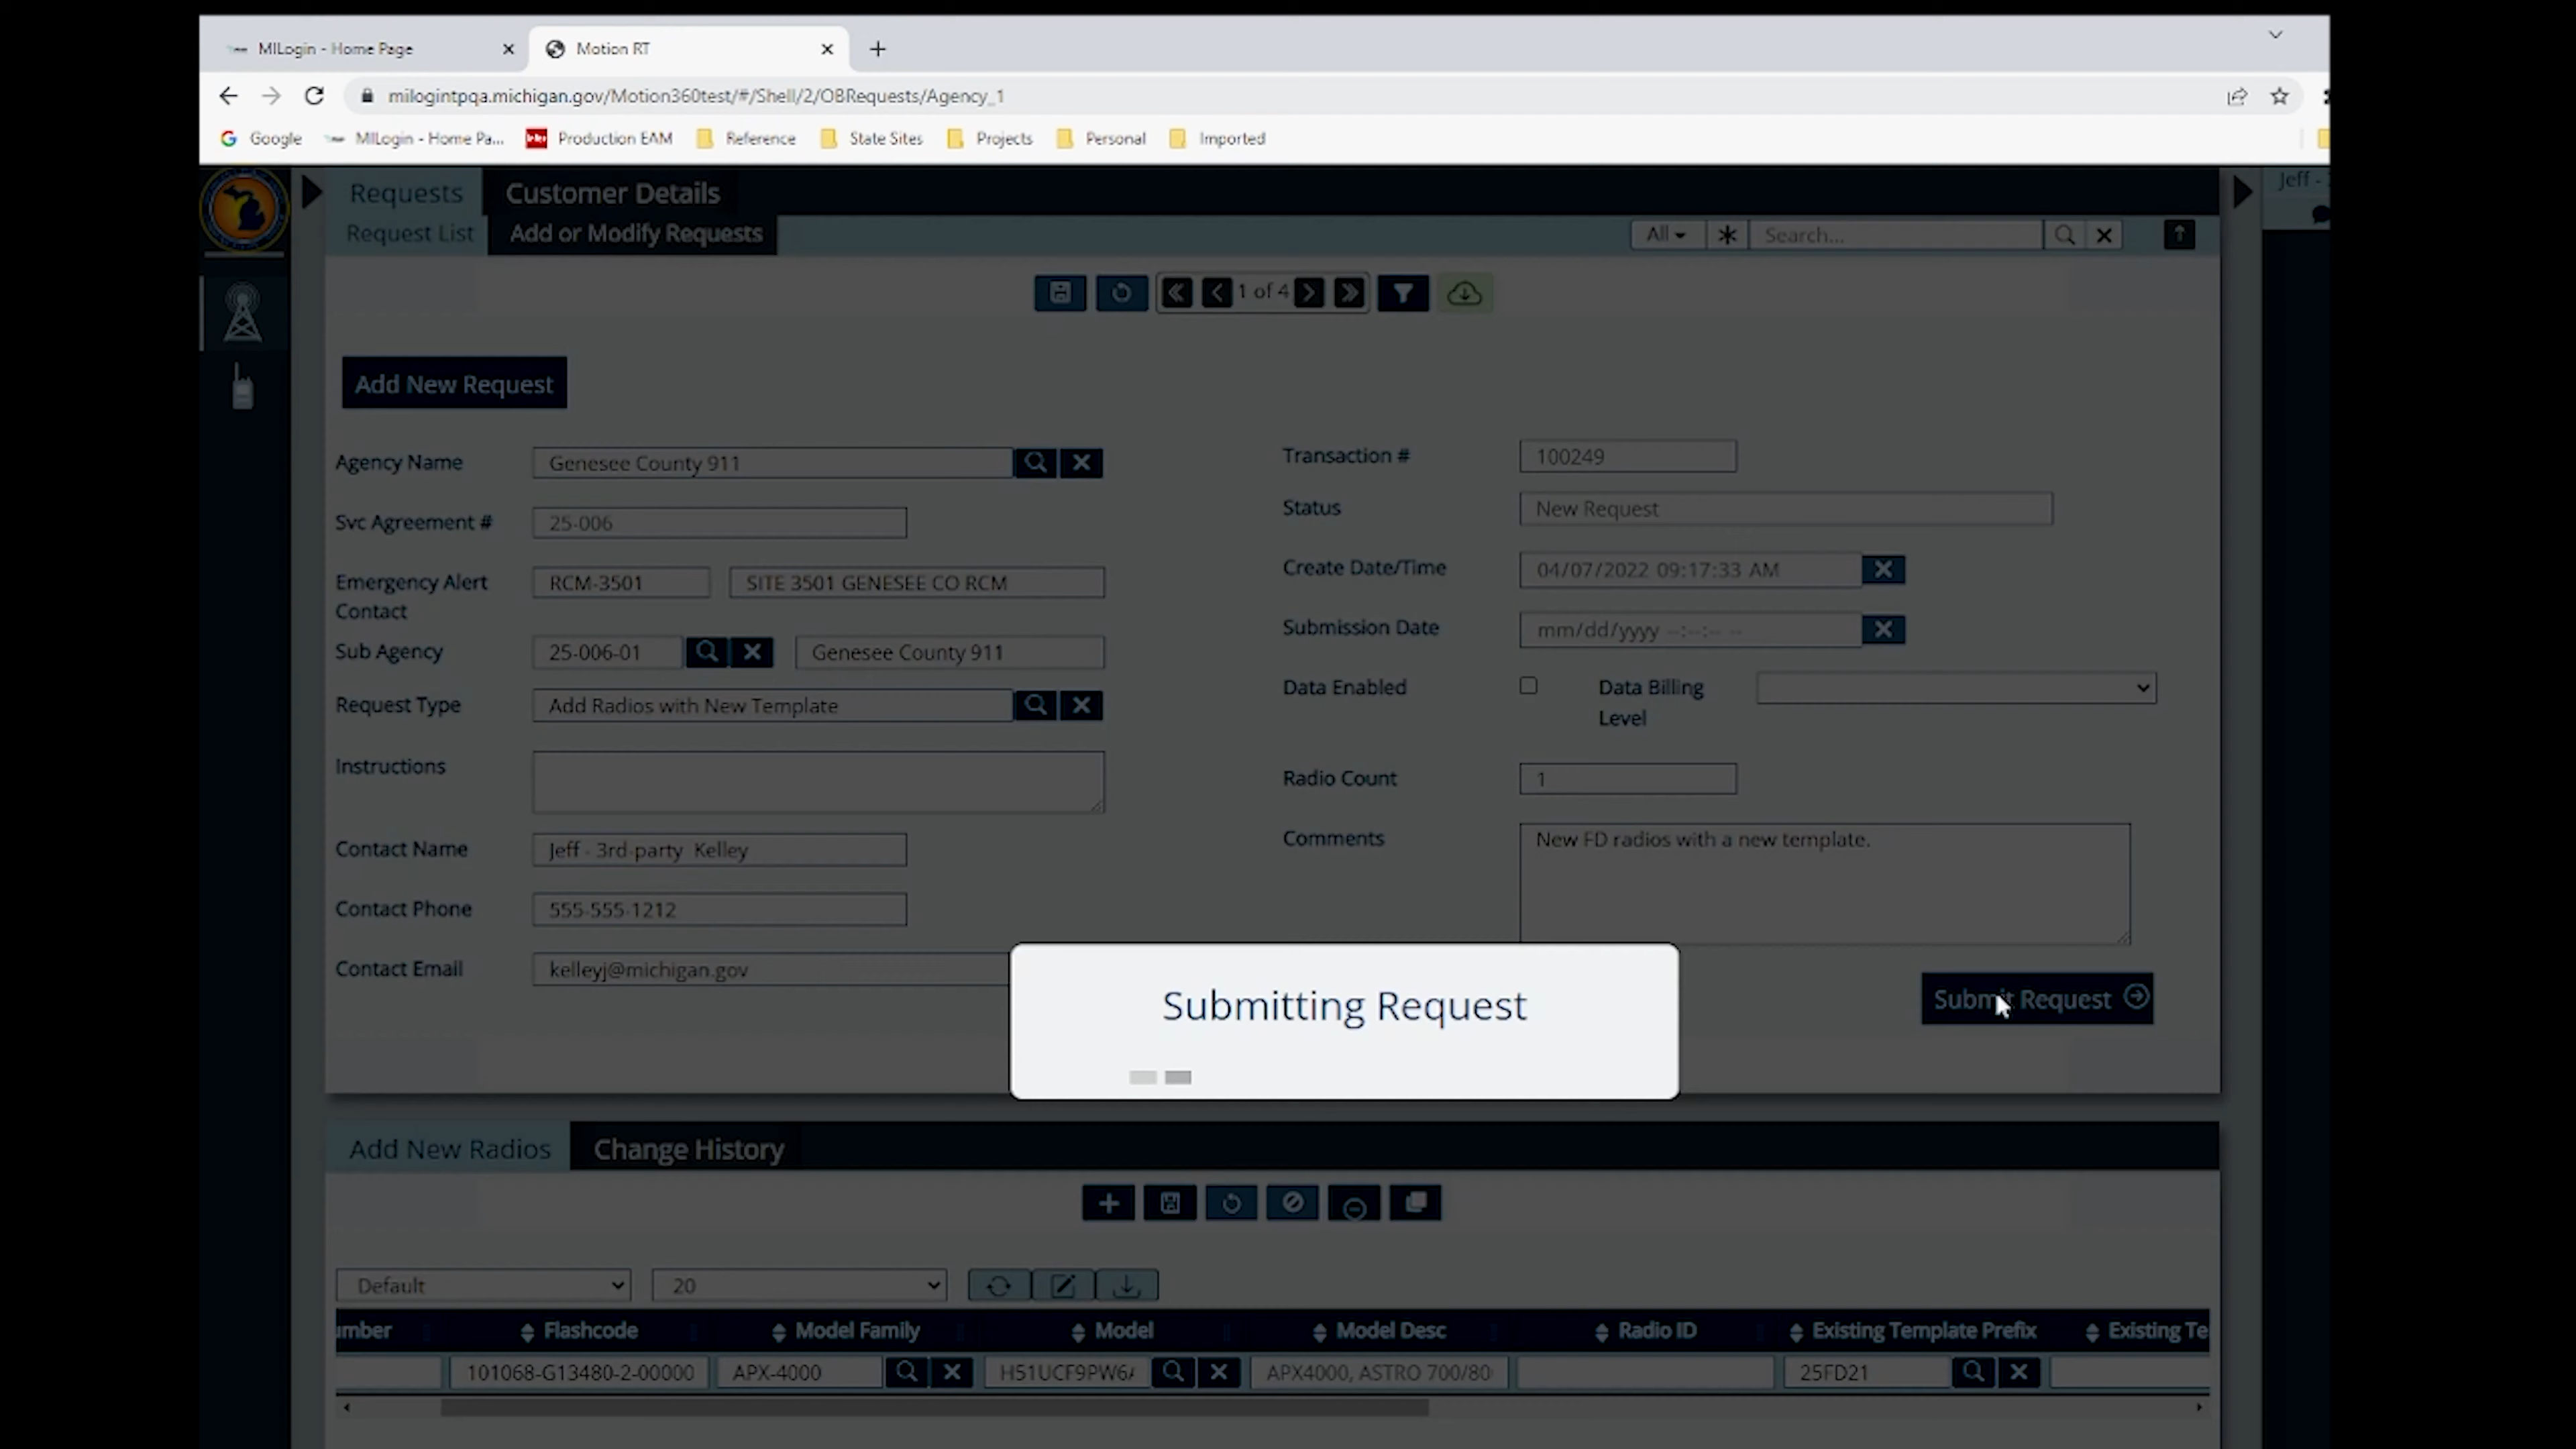 MILogin - Home Page
Motion RT
milogintpqa.michigan.gov/Motion360test/#/Shell/2/OBRequests/Agency_1
Google
MILogin - Home Pa...
Production EAM
Reference
State Sites
Projects
Personal
Imported
Requests
Customer Details
Jeff -
Request List
Add or Modify Requests
All
Search...
1 of 4
Add New Request
Agency Name
Genesee County 911
Transaction #
100249
Svc Agreement #
25-006
Status
New Request
Emergency Alert
Contact
RCM-3501
SITE 3501 GENESEE CO RCM
Create Date/Time
04/07/2022 09:17:33 AM
Submission Date
mm/dd/yyyy --:--:-- --
Sub Agency
25-006-01
Genesee County 911
Data Enabled
Data Billing
Level
Request Type
Add Radios with New Template
Instructions
Radio Count
1
Contact Name
Jeff - 3rd-party Kelley
Comments
New FD radios with a new template.
Contact Phone
555-555-1212
Contact Email
kelleyj@michigan.gov
Submitting Request
Submit Request
Add New Radios
Change History
Default
20
umber
Flashcode
Model Family
Model
Model Desc
Radio ID
Existing Template Prefix
Existing Te
101068-G13480-2-00000
APX-4000
H51UCF9PW6
APX4000, ASTRO 700/80
25FD21